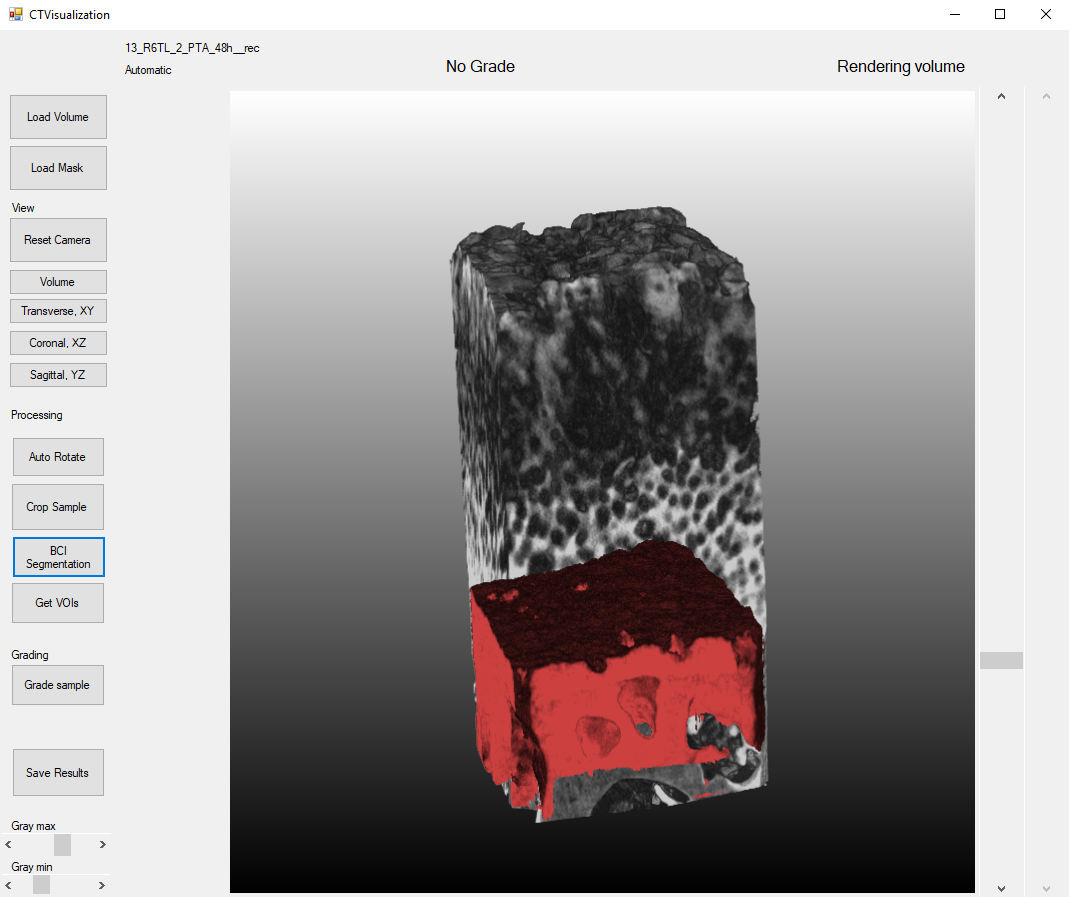 CTVisualization
13_R6TL_2_PTA_48h__rec
Automatic
No Grade
Rendering volume
Load Volume
Load Mask
View
Reset Camera
Volume
Transverse, XY
Coronal, XZ
Sagittal, YZ
Processing
Auto Rotate
Crop Sample
BCI
Segmentation
Get VOIs
Grading
Grade sample
Save Results
Gray max
Gray min